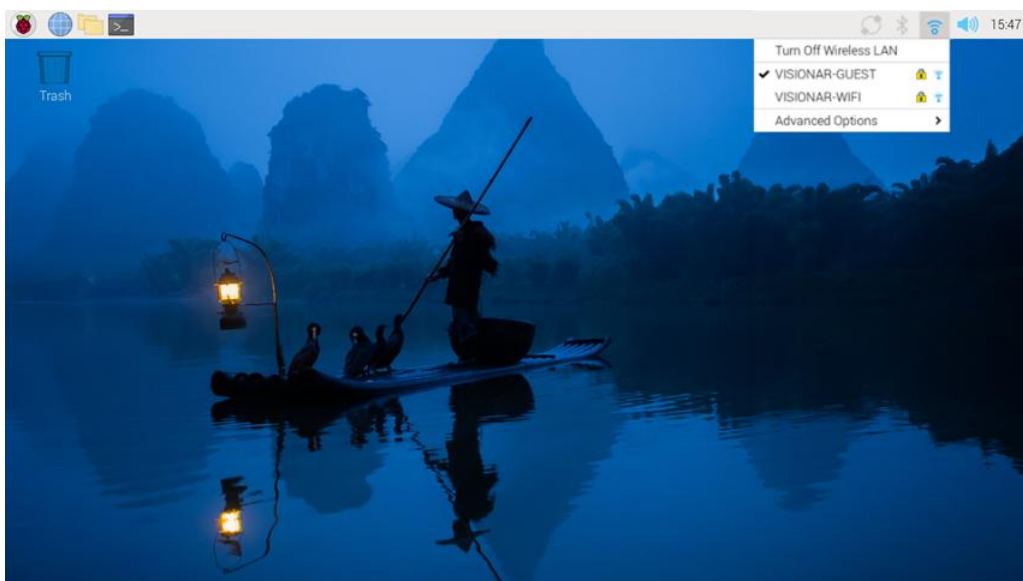 >_
15:47
Trash
Turn Off Wireless LAN
VISIONAR-GUEST
VISIONAR-WIFI
Advanced Options